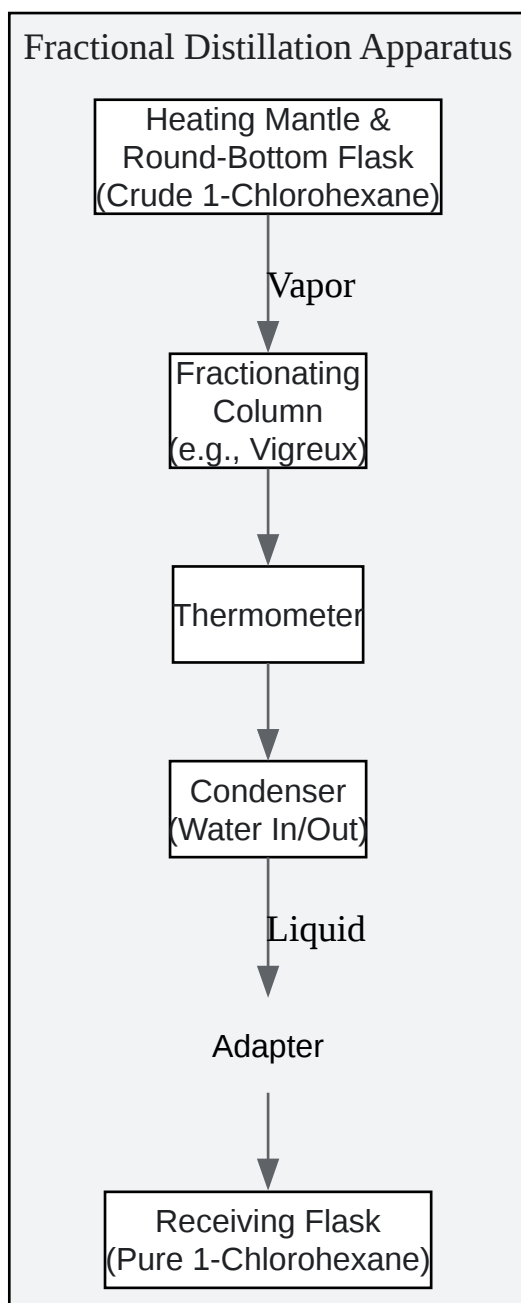 Fractional Distillation Apparatus
Heating Mantle &
Round-Bottom Flask
(Crude 1-Chlorohexane)
Vapor
Fractionating
Column
(e.g., Vigreux)
Thermometer
Condenser
(Water In/Out)
Liquid
Adapter
Receiving Flask
(Pure 1-Chlorohexane)